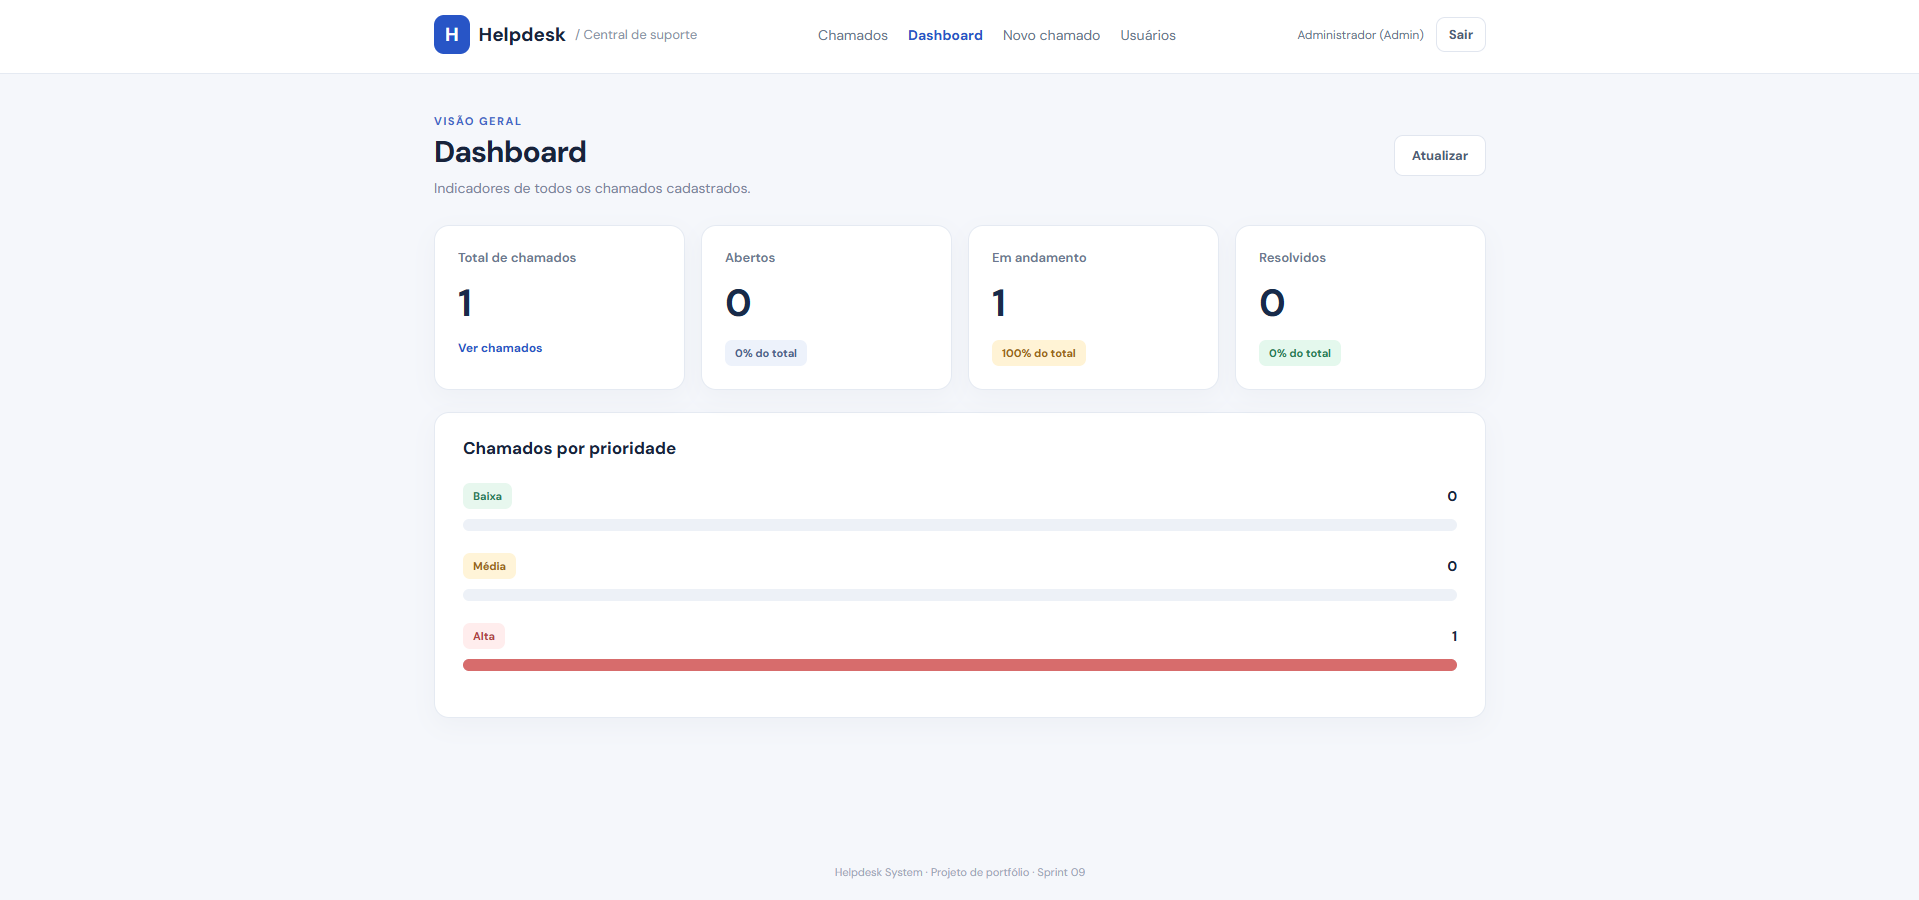 H Helpdesk / Central de suporte
Chamados Dashboard Novo chamado Usuários
Administrador (Admin) Sair
VISÃO GERAL
Dashboard
Indicadores de todos os chamados cadastrados.
Atualizar
Total de chamados
1
Ver chamados
Abertos
0
0% do total
Em andamento
1
100% do total
Resolvidos
0
0% do total
Chamados por prioridade
Baixa 0
Média 0
Alta 1
Helpdesk System · Projeto de portfólio · Sprint 09